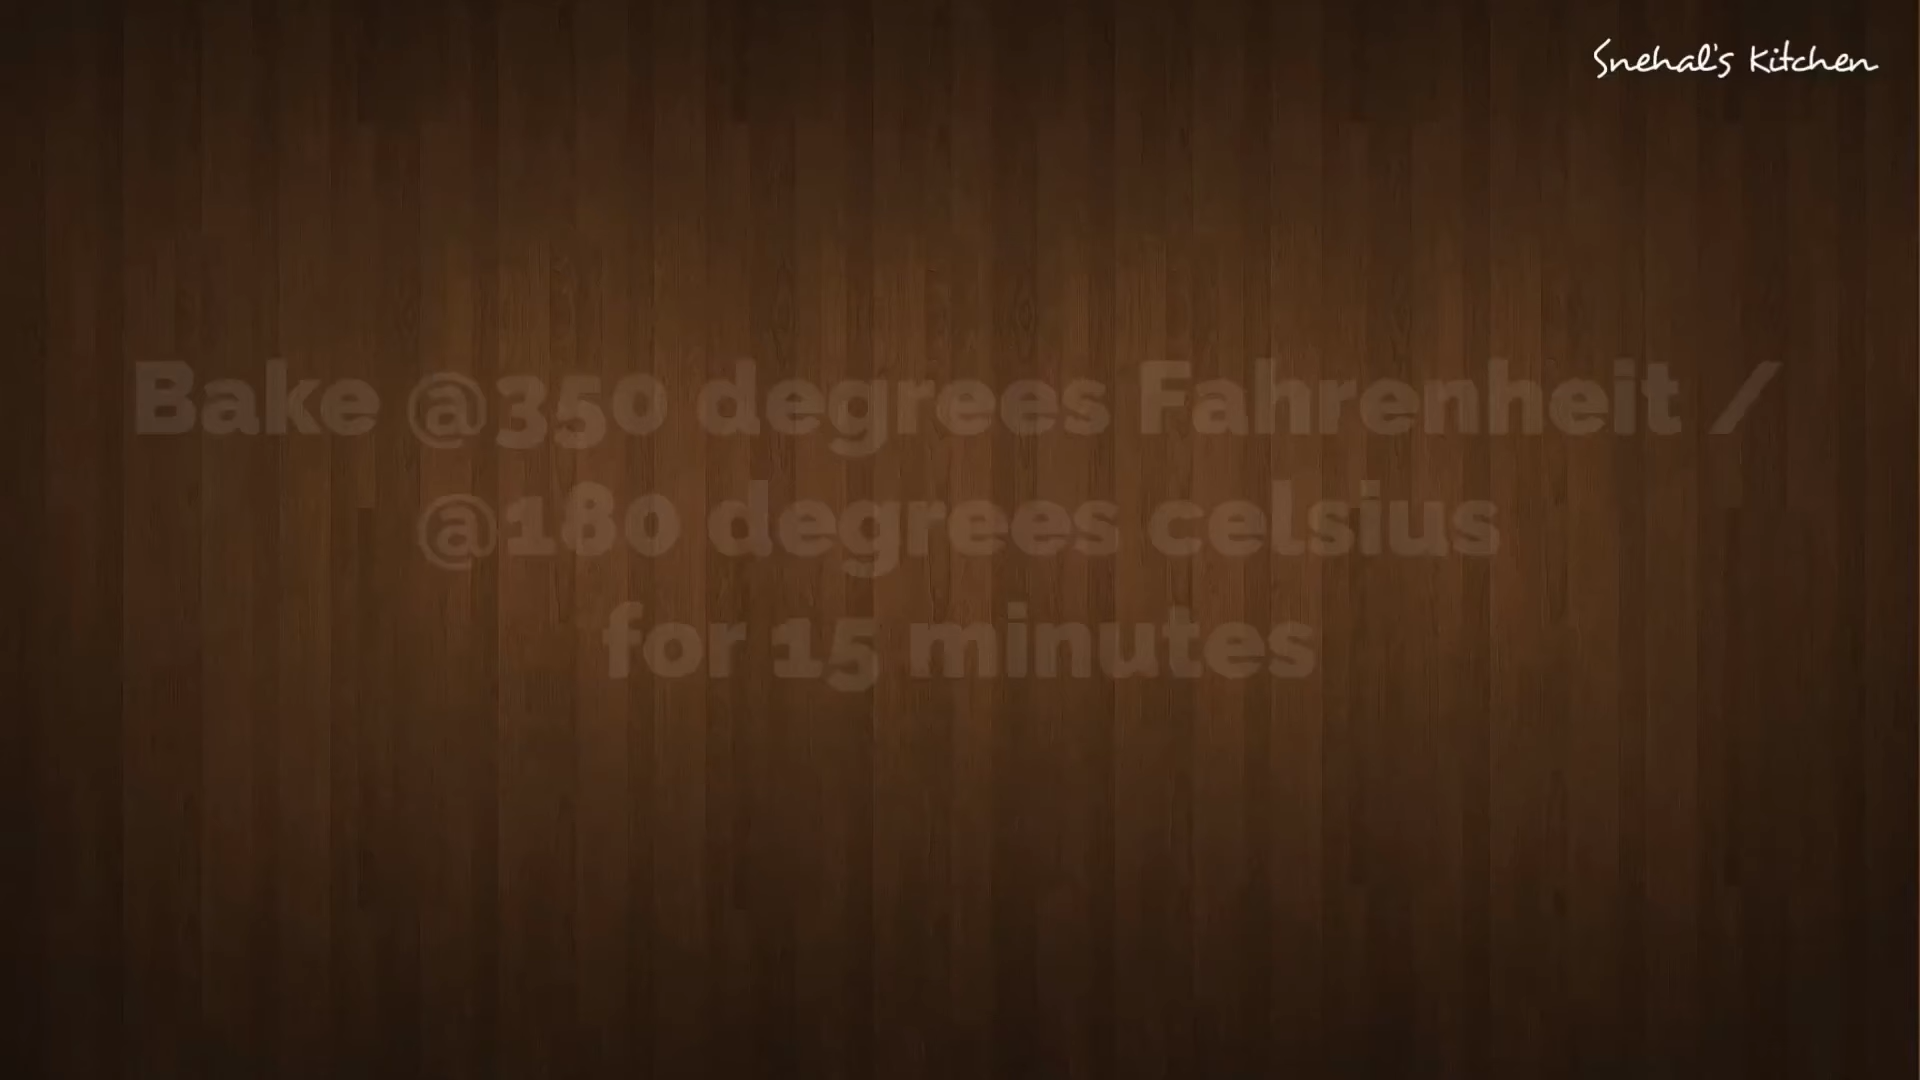 Snehal's Kitchen
Bake @350 degrees Fahrenheit /
@180 degrees celsius
for 15 minutes